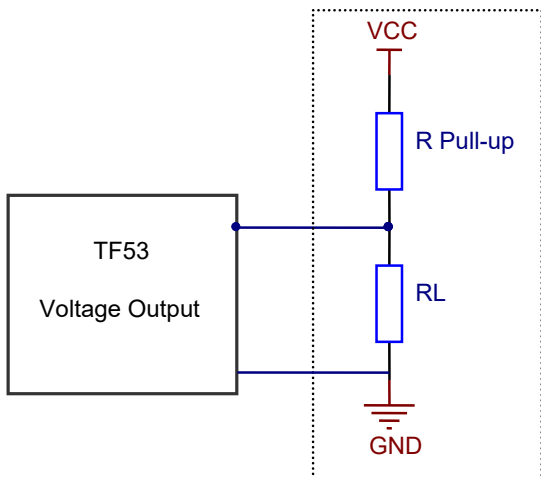 VCC
R Pull-up
TF53
Voltage Output
RL
GND